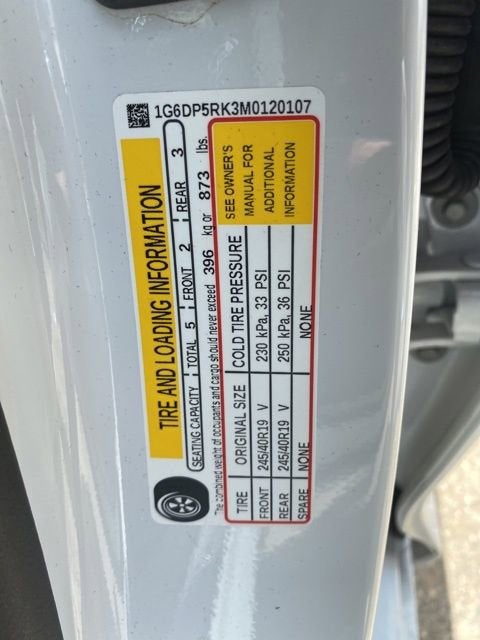 1G6DP5RK3M0120107
TIRE AND LOADING INFORMATION
SEATING CAPACITY TOTAL 5 FRONT 2 REAR 3
The combined weight of occupants and cargo should never exceed 396 kg or 873 lbs.
TIRE ORIGINAL SIZE COLD TIRE PRESSURE
FRONT 245/40R19 V 230 kPa, 33 PSI
REAR 245/40R19 V 250 kPa, 36 PSI
SPARE NONE NONE
SEE OWNER'S
MANUAL FOR
ADDITIONAL
INFORMATION